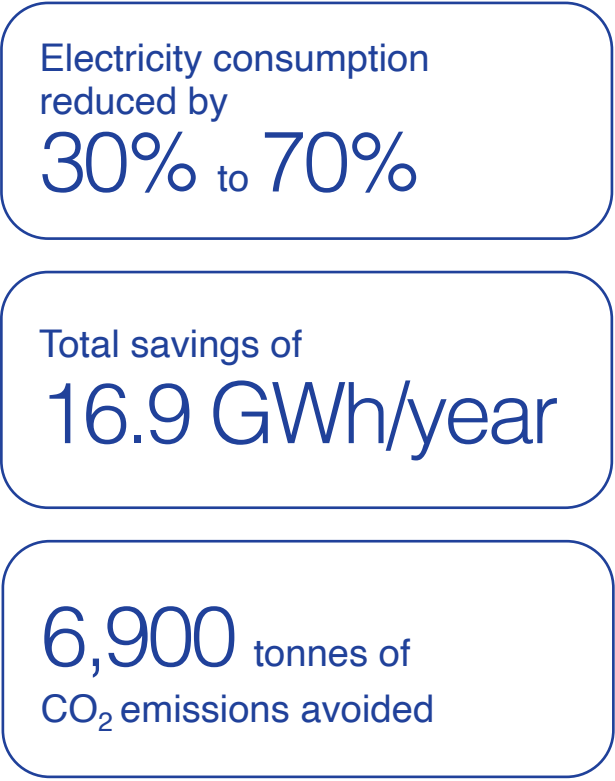 Electricity consumption
reduced by
30% to 70%
Total savings of
16.9 GWh/year
6,900 tonnes of
CO₂ emissions avoided